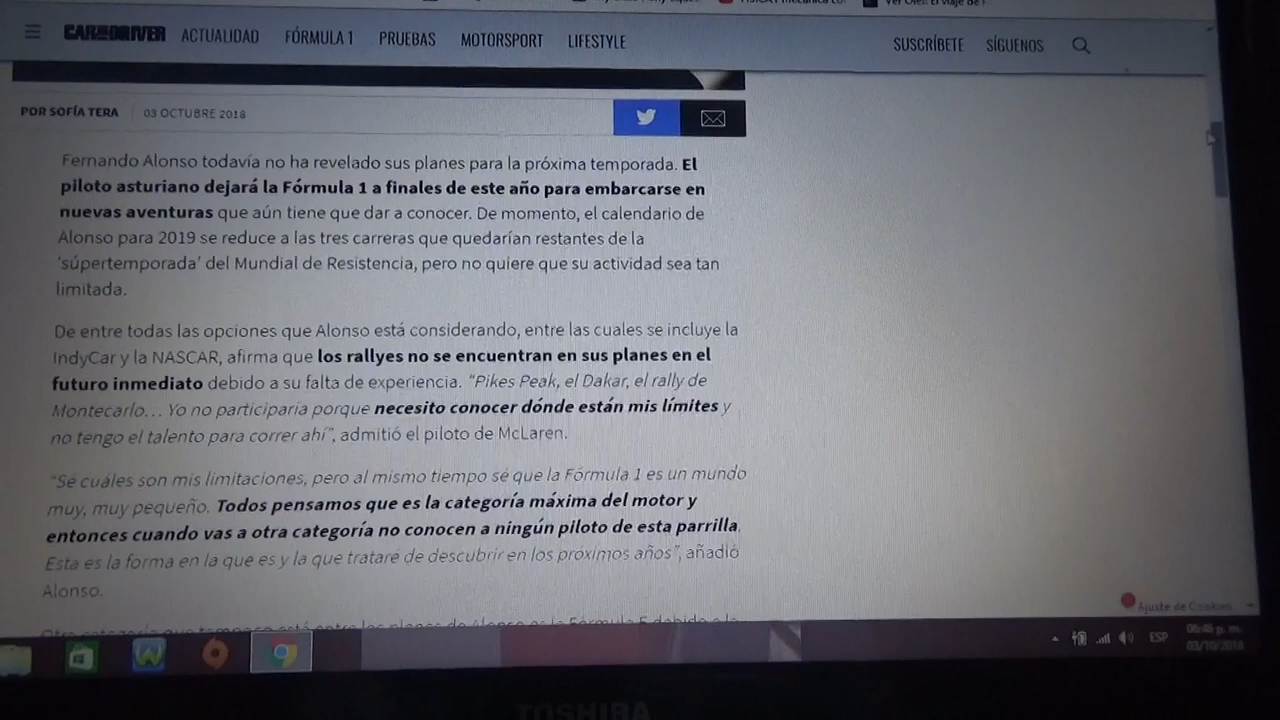 CAR AND DRIVER ACTUALIDAD FÓRMULA 1 PRUEBAS MOTORSPORT LIFESTYLE SUSCRÍBETE SÍGUENOS
POR SOFÍA TERA 03 OCTUBRE 2018
Fernando Alonso todavía no ha revelado sus planes para la próxima temporada. El
piloto asturiano dejará la Fórmula 1 a finales de este año para embarcarse en
nuevas aventuras que aún tiene que dar a conocer. De momento, el calendario de
Alonso para 2019 se reduce a las tres carreras que quedarían restantes de la
'súpertemporada' del Mundial de Resistencia, pero no quiere que su actividad sea tan
limitada.
De entre todas las opciones que Alonso está considerando, entre las cuales se incluye la
IndyCar y la NASCAR, afirma que los rallyes no se encuentran en sus planes en el
futuro inmediato debido a su falta de experiencia. “Pikes Peak, el Dakar, el rally de
Montecarlo… Yo no participaría porque necesito conocer dónde están mis límites y
no tengo el talento para correr ahí”, admitió el piloto de McLaren.
“Sé cuáles son mis limitaciones, pero al mismo tiempo sé que la Fórmula 1 es un mundo
muy, muy pequeño. Todos pensamos que es la categoría máxima del motor y
entonces cuando vas a otra categoría no conocen a ningún piloto de esta parrilla.
Esta es la forma en la que es y la que trataré de descubrir en los próximos años”, añadió
Alonso.
Ajuste de Cookies
ESP
06:45 p. m.
03/10/2018
TOSHIBA